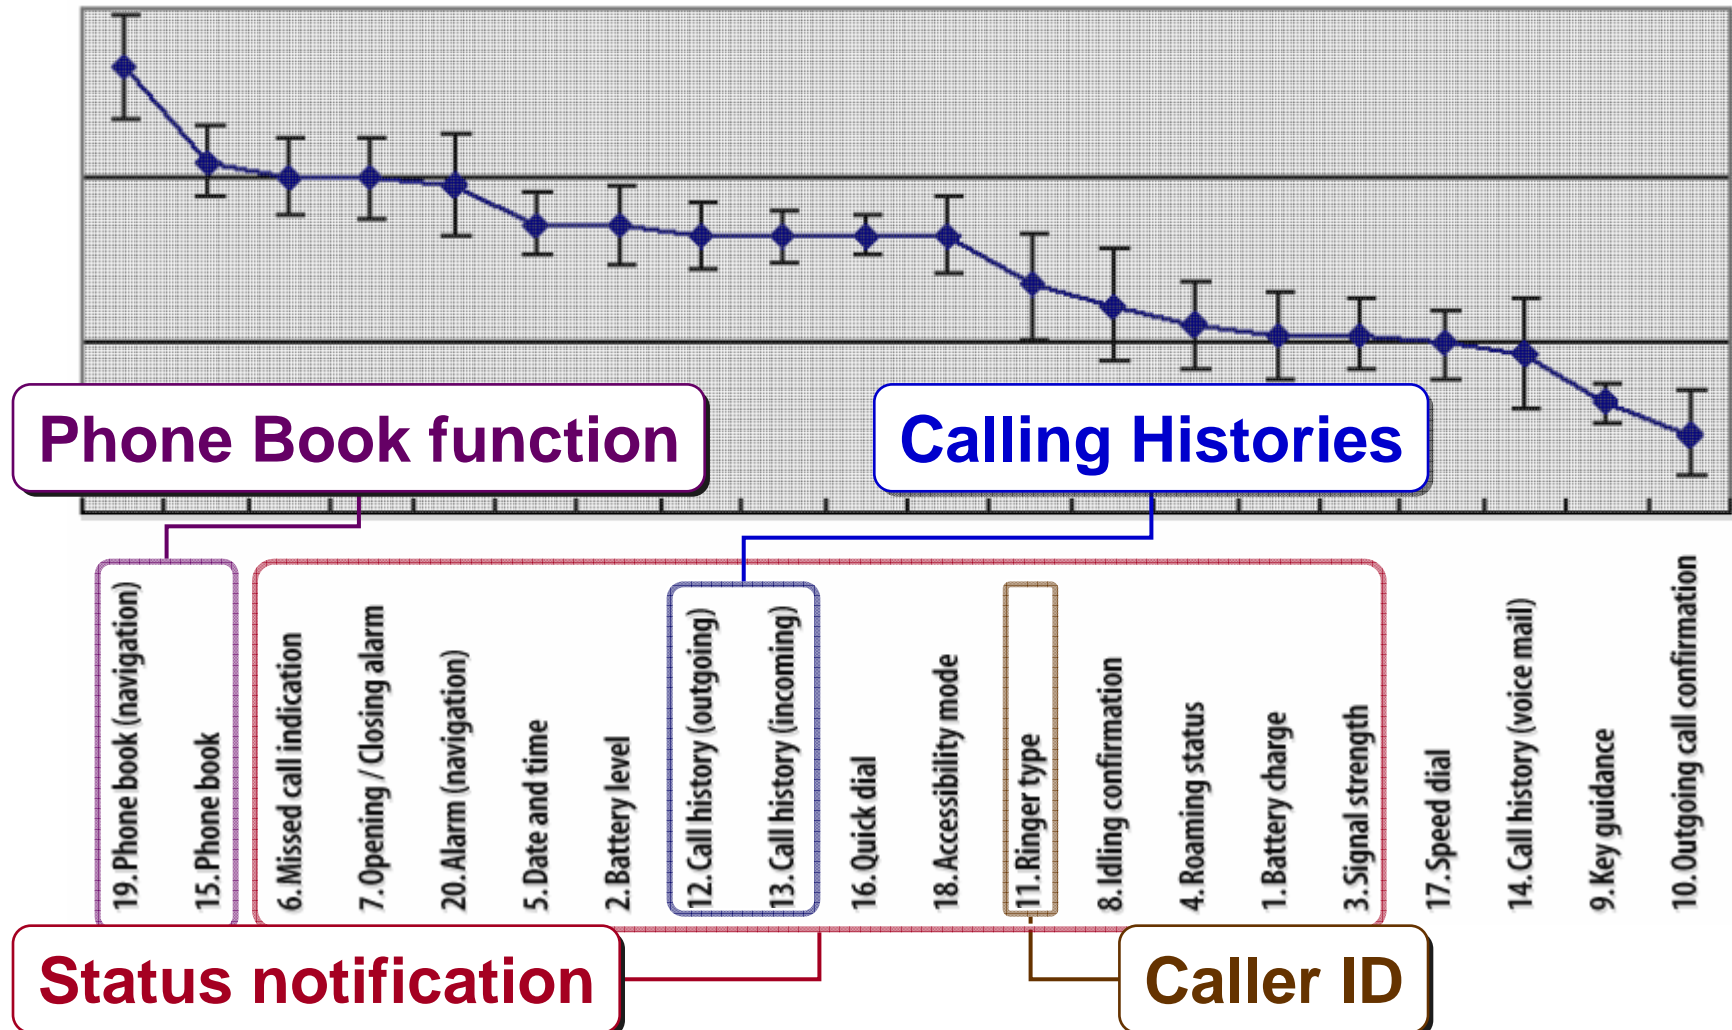 Phone Book function
Calling Histories
19.Phone book (navigation)
15.Phone book
6.Missed call indication
7.Opening / Closing alarm
20.Alarm (navigation)
5.Date and time
2.Battery level
12.Call history (outgoing)
13.Call history (incoming)
16.Quick dial
18.Accessibility mode
11.Ringer type
8.Idling confirmation
4.Roaming status
1.Battery charge
3.Signal strength
17.Speed dial
14.Call history (voice mail)
9.Key guidance
10.Outgoing call confirmation
Status notification
Caller ID